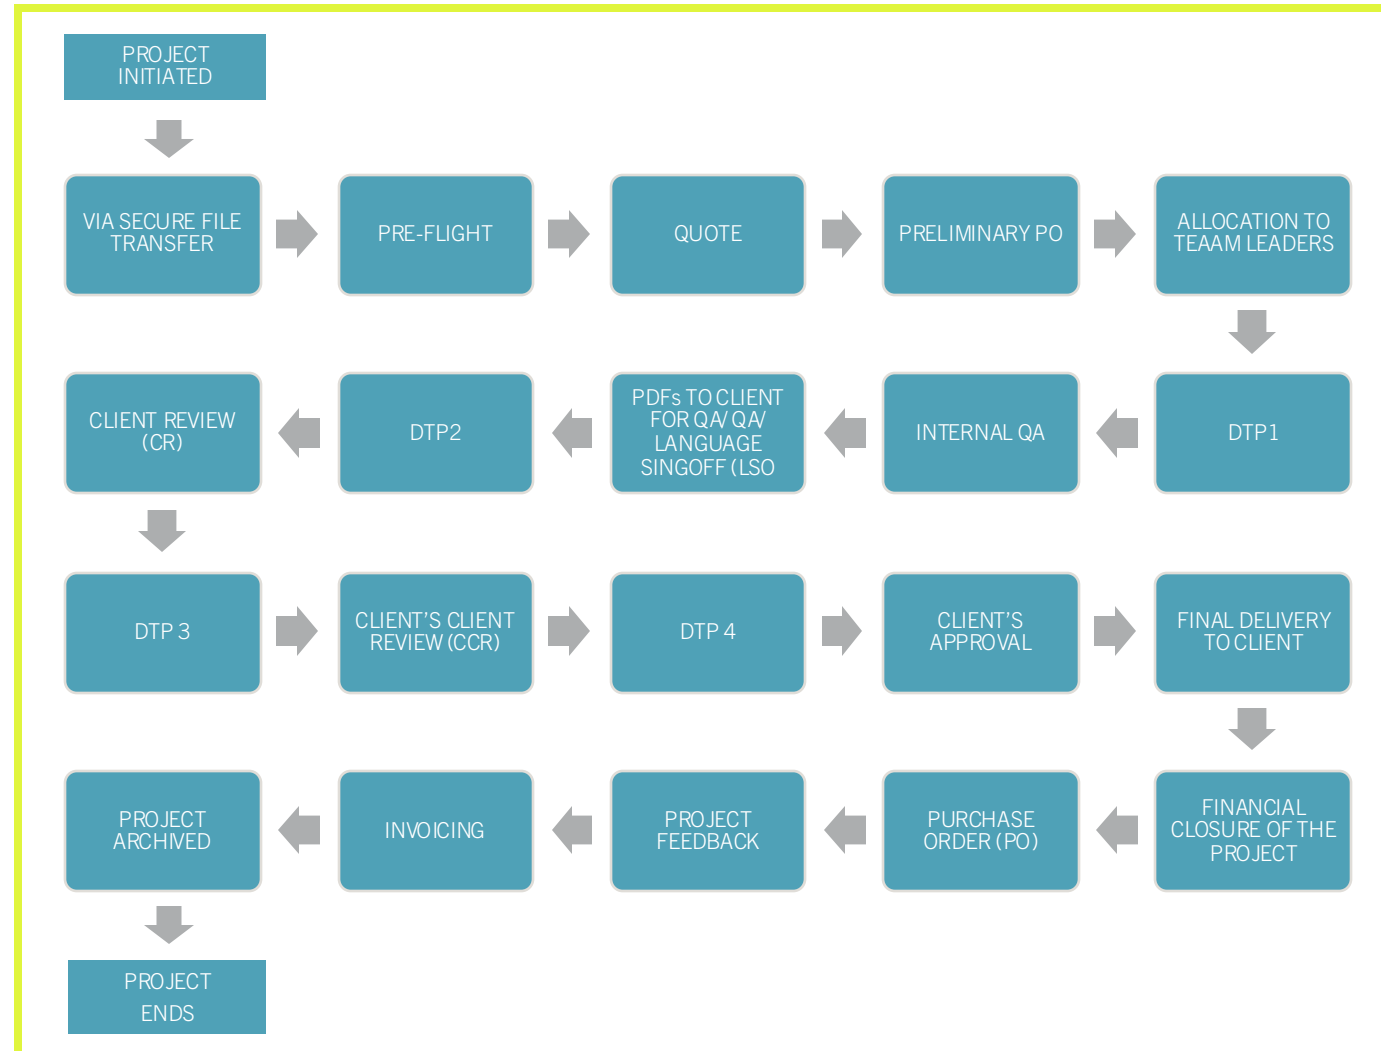 PROJECT
INITIATED
VIA SECURE FILE
TRANSFER
PRE-FLIGHT
QUOTE
PRELIMINARY PO
ALLOCATION TO
TEAAM LEADERS
DTP1
INTERNAL QA
PDFs TO CLIENT
FOR QA/ QA/
LANGUAGE
SINGOFF (LSO
DTP2
CLIENT REVIEW
(CR)
DTP 3
CLIENT'S CLIENT
REVIEW (CCR)
DTP 4
CLIENT'S
APPROVAL
FINAL DELIVERY
TO CLIENT
FINANCIAL
CLOSURE OF THE
PROJECT
PURCHASE
ORDER (PO)
PROJECT
FEEDBACK
INVOICING
PROJECT
ARCHIVED
PROJECT
ENDS